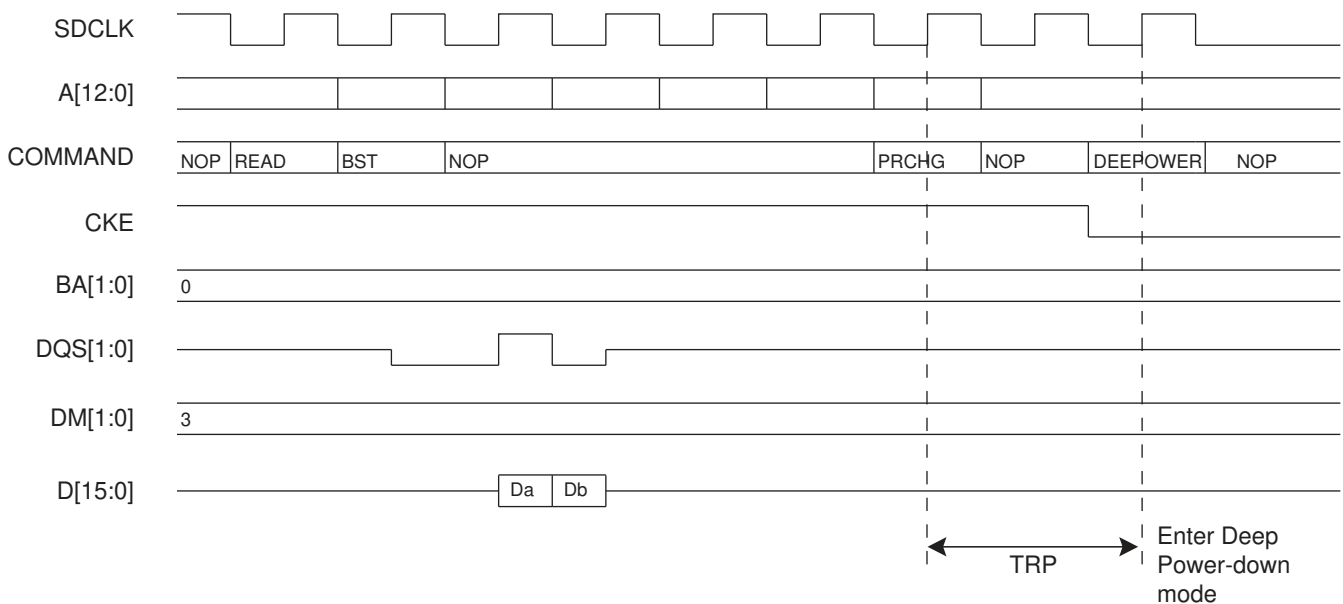 SDCLK
A[12:0]
COMMAND NOP READ BST NOP PRCHG NOP DEEPOWER NOP
CKE
BA[1:0] 0
DQS[1:0]
DM[1:0] 3
D[15:0] Da Db
TRP
Enter Deep
Power-down
mode